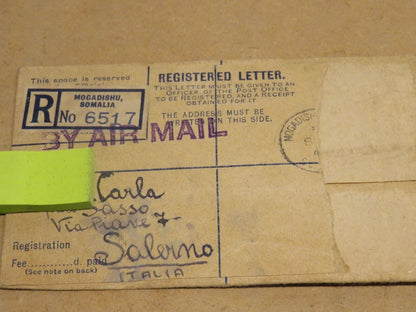 This space is reserved
REGISTERED LETTER.
THIS LETTER MUST BE GIVEN TO AN
OFFICER OF THE POST OFFICE
TO BE REGISTERED, AND A RECEIPT
OBTAINED FOR IT
THE ADDRESS MUST BE
WRITTEN ON THIS SIDE.
MOGADISHU,
SOMALIA
R No 6517
BY AIR MAIL
MOGADISH
Carla
Sasso
Via Piave 7-
Salerno
ITALIA
Registration
Fee............d. paid
(See note on back)